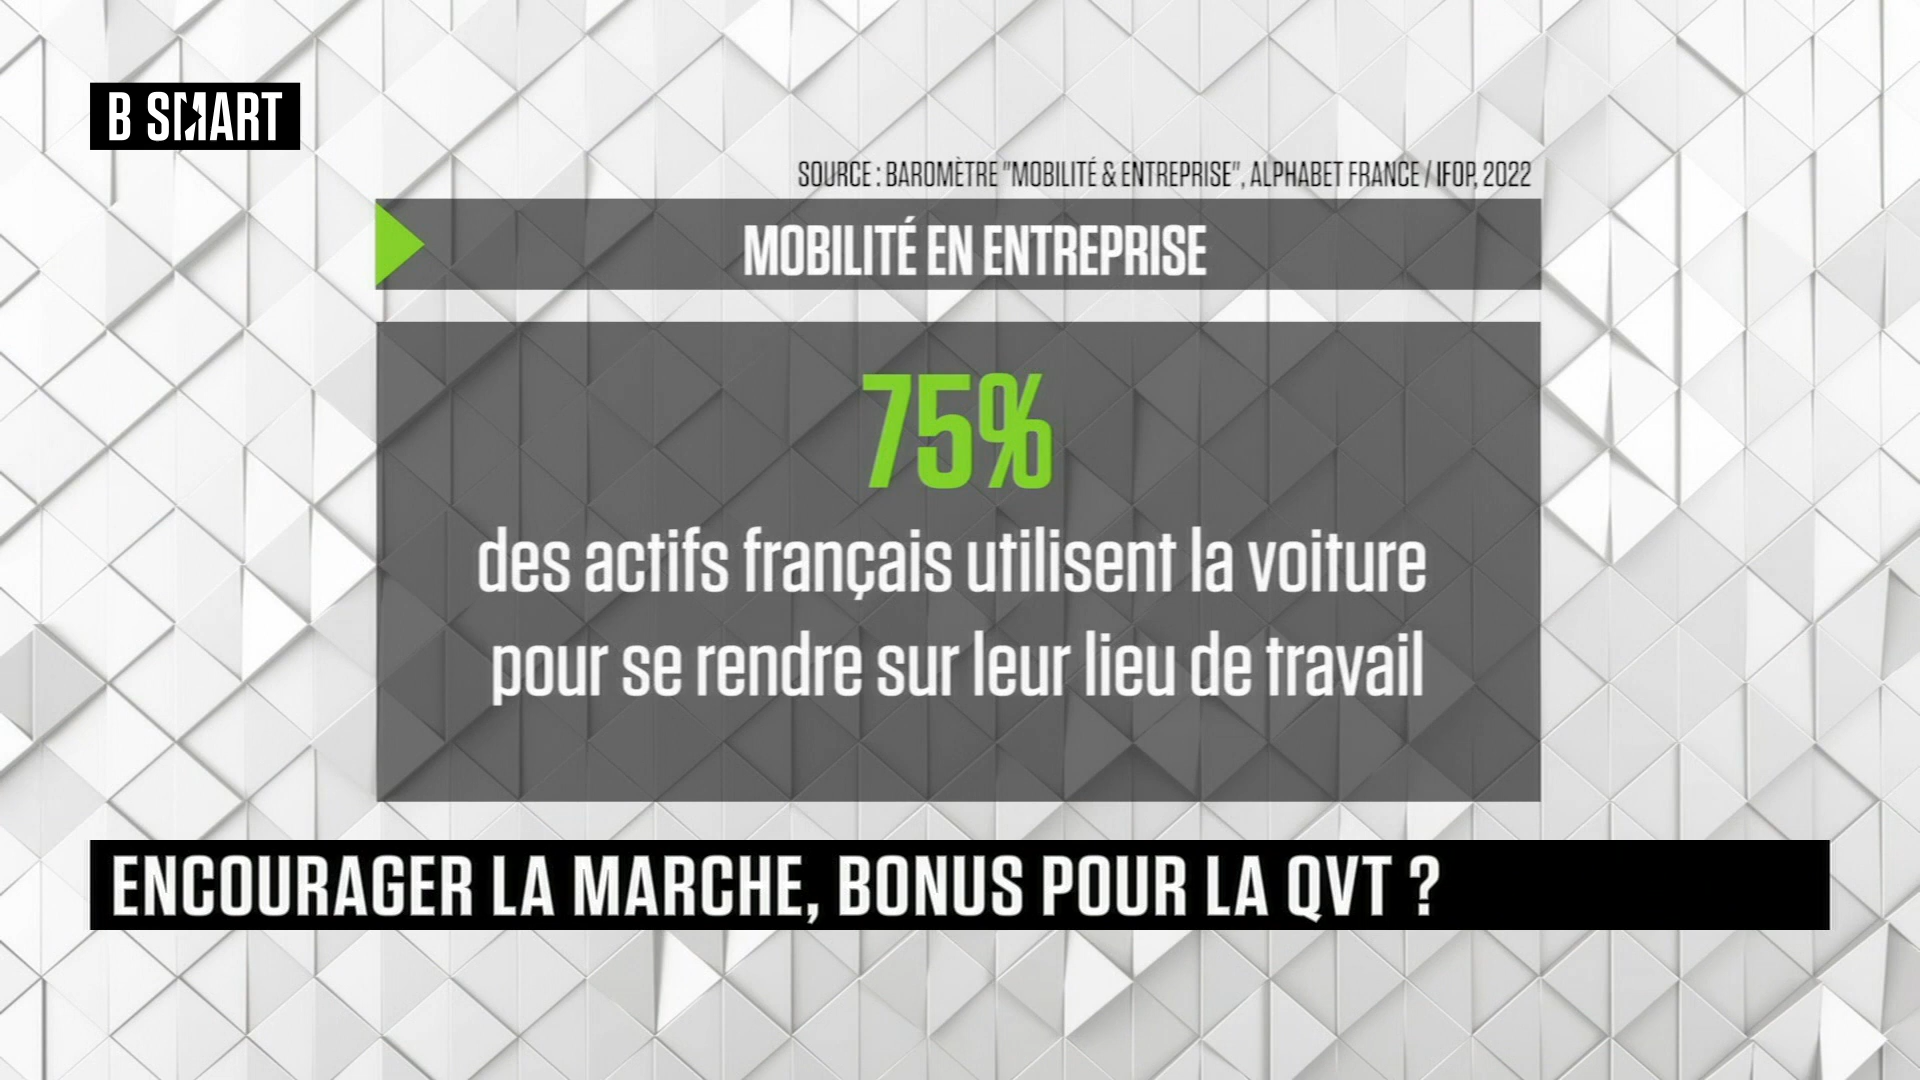 B SMART
SOURCE : BAROMÈTRE "MOBILITÉ & ENTREPRISE", ALPHABET FRANCE / IFOP, 2022
MOBILITÉ EN ENTREPRISE
75%
des actifs français utilisent la voiture
pour se rendre sur leur lieu de travail
ENCOURAGER LA MARCHE, BONUS POUR LA QVT ?